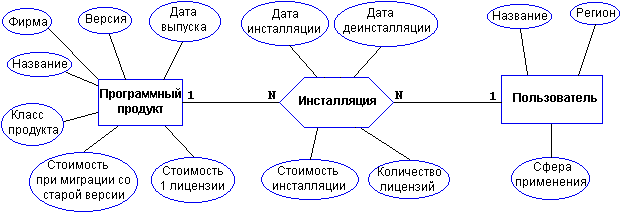 Фирма
Версия
Дата
выпуска
Название
Класс
продукта
Программный
продукт
Стоимость
при миграции со
старой версии
Стоимость
1 лицензии
1
N
Дата
инсталляции
Дата
деинсталляции
Инсталляция
Стоимость
инсталляции
Количество
лицензий
N
1
Название
Регион
Пользователь
Сфера
применения